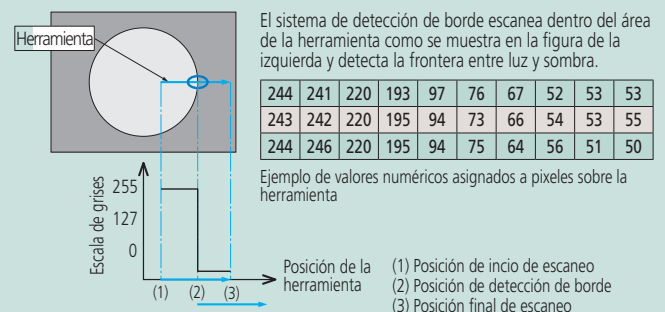 Herramienta
El sistema de detección de borde escanea dentro del área
de la herramienta como se muestra en la figura de la
izquierda y detecta la frontera entre luz y sombra.
244 241 220 193 97 76 67 52 53 53
243 242 220 195 94 73 66 54 53 55
244 246 220 195 94 75 64 56 51 50
Ejemplo de valores numéricos asignados a pixeles sobre la
herramienta
Escala de grises
255
127
0
(1) (2) (3)
Posición de la
herramienta
(1) Posición de incio de escaneo
(2) Posición de detección de borde
(3) Posición final de escaneo